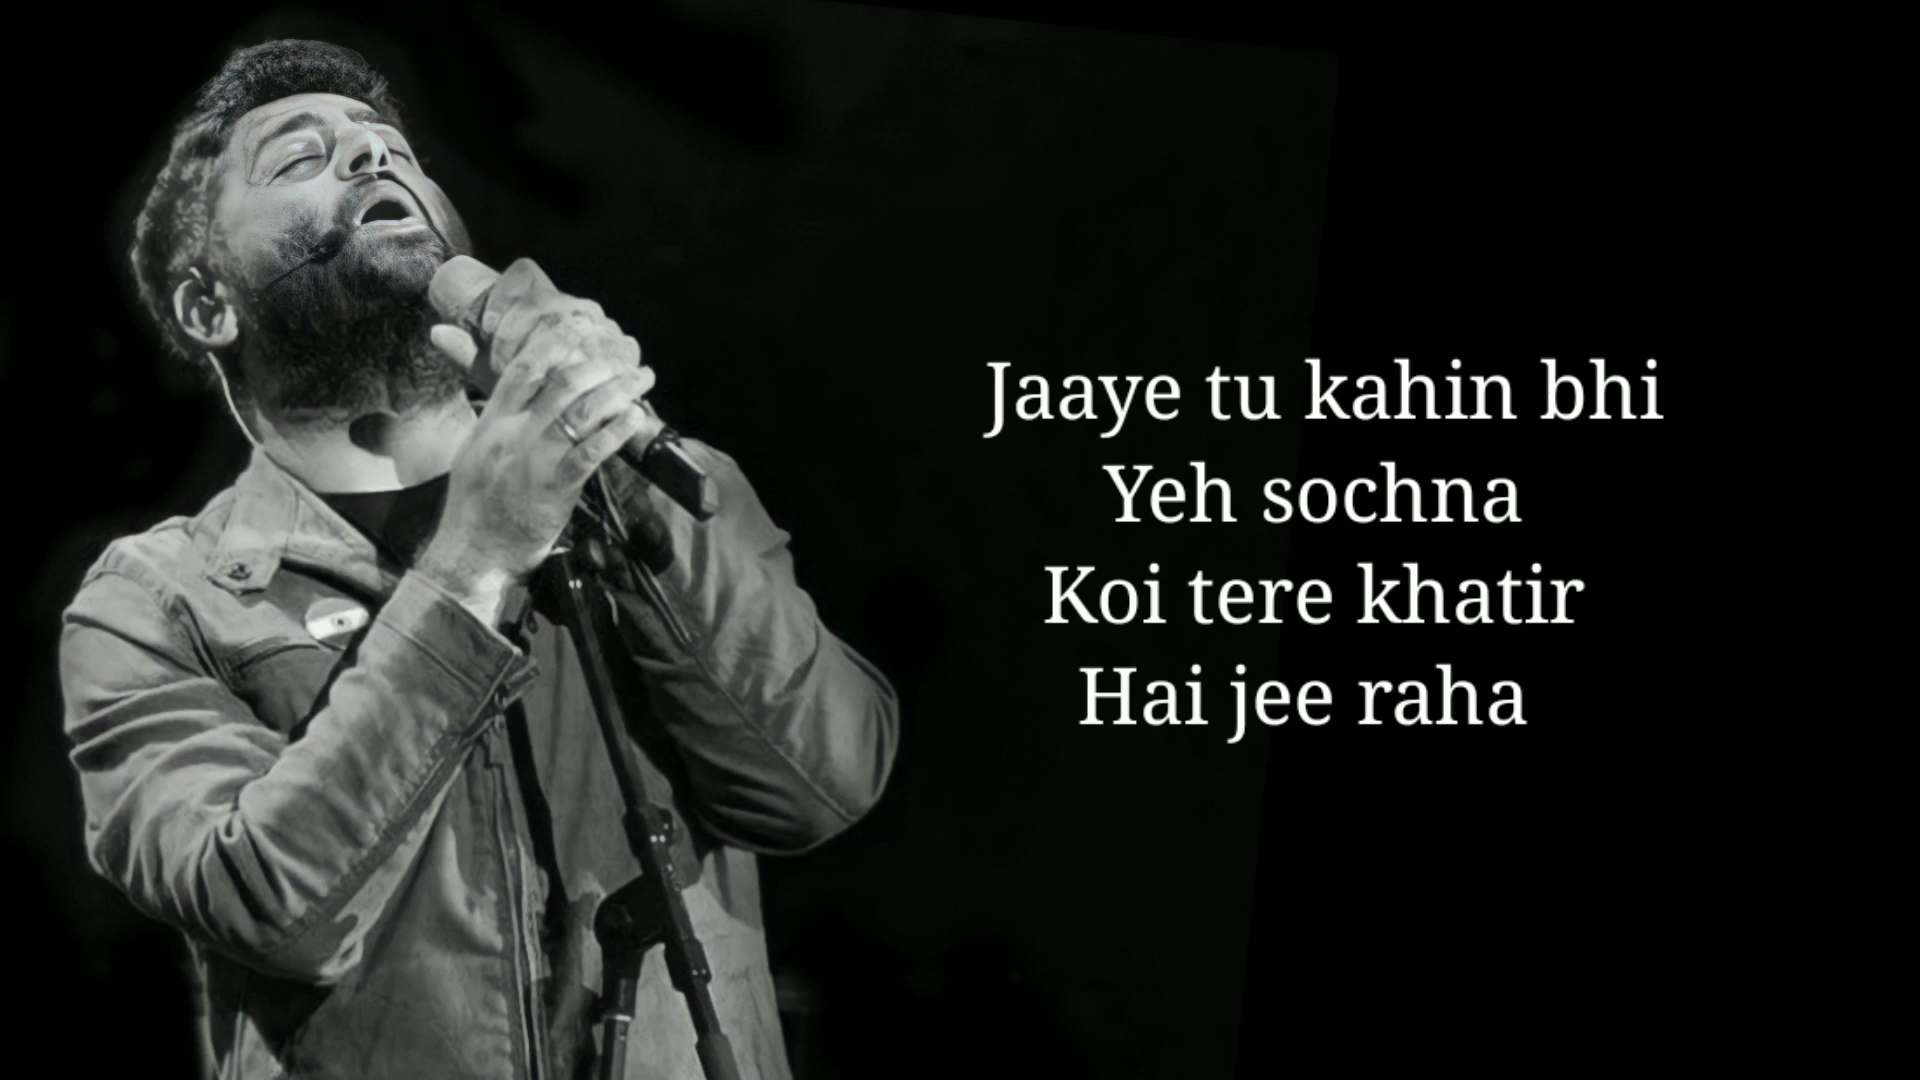 Jaaye tu kahin bhi
Yeh sochna
Koi tere khatir
Hai jee raha